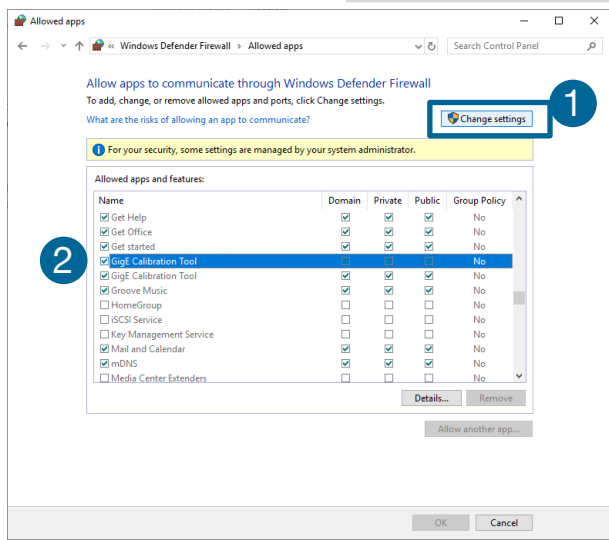 Allowed apps
« Windows Defender Firewall > Allowed apps
Search Control Panel
Allow apps to communicate through Windows Defender Firewall
To add, change, or remove allowed apps and ports, click Change settings.
What are the risks of allowing an app to communicate?
Change settings
1
For your security, some settings are managed by your system administrator.
Allowed apps and features:
Name Domain Private Public Group Policy
Get Help No
Get Office No
Get started No
2
GigE Calibration Tool No
GigE Calibration Tool No
Groove Music No
HomeGroup No
iSCSI Service No
Key Management Service No
Mail and Calendar No
mDNS No
Media Center Extenders No
Details... Remove
Allow another app...
OK Cancel